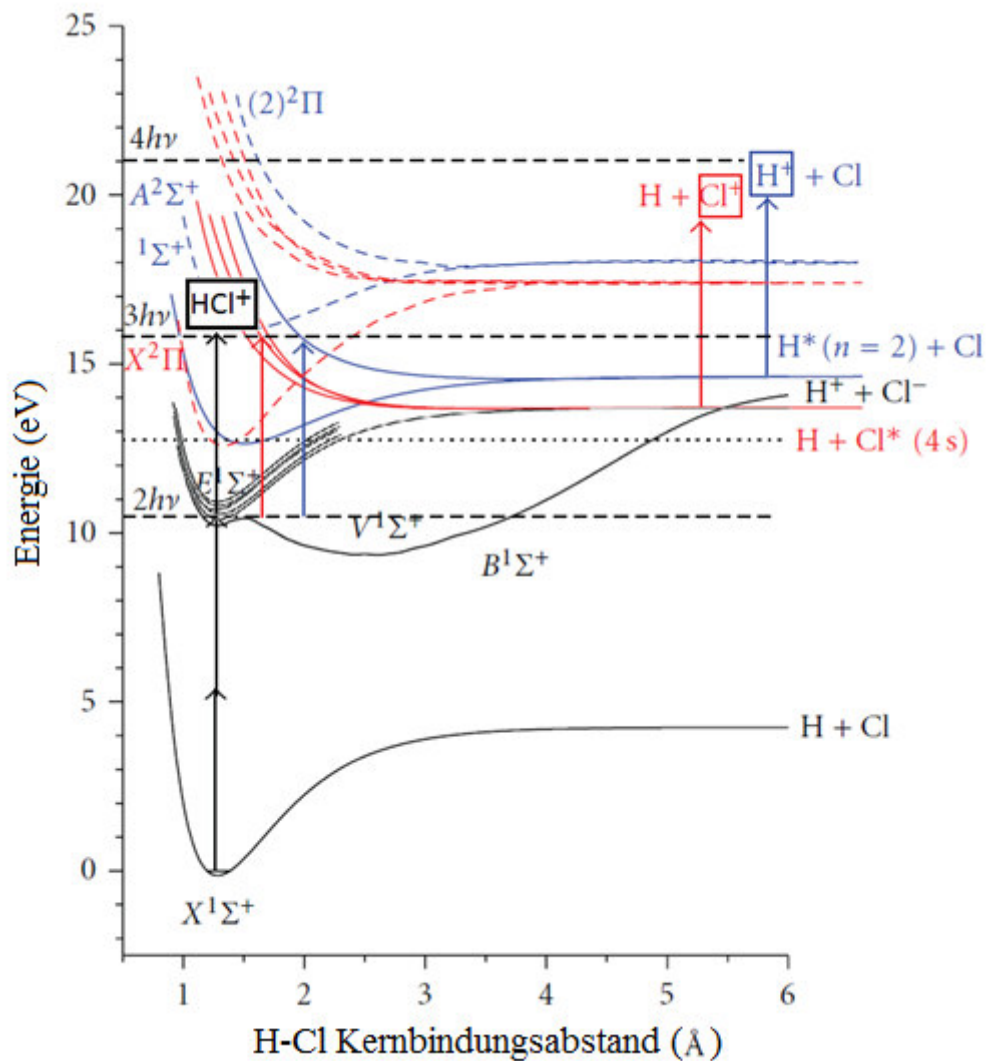 25
(2)²Π
4hν
20
H + Cl⁺
H⁺ + Cl
A²Σ⁺
¹Σ⁺
HCl⁺
3hν
15
X²Π
H* (n = 2) + Cl
H⁺ + Cl⁻
H + Cl* (4 s)
E¹Σ⁺
2hν
10
V¹Σ⁺
B¹Σ⁺
Energie (eV)
5
H + Cl
0
X¹Σ⁺
1 2 3 4 5 6
H-Cl Kernbindungsabstand (Å)